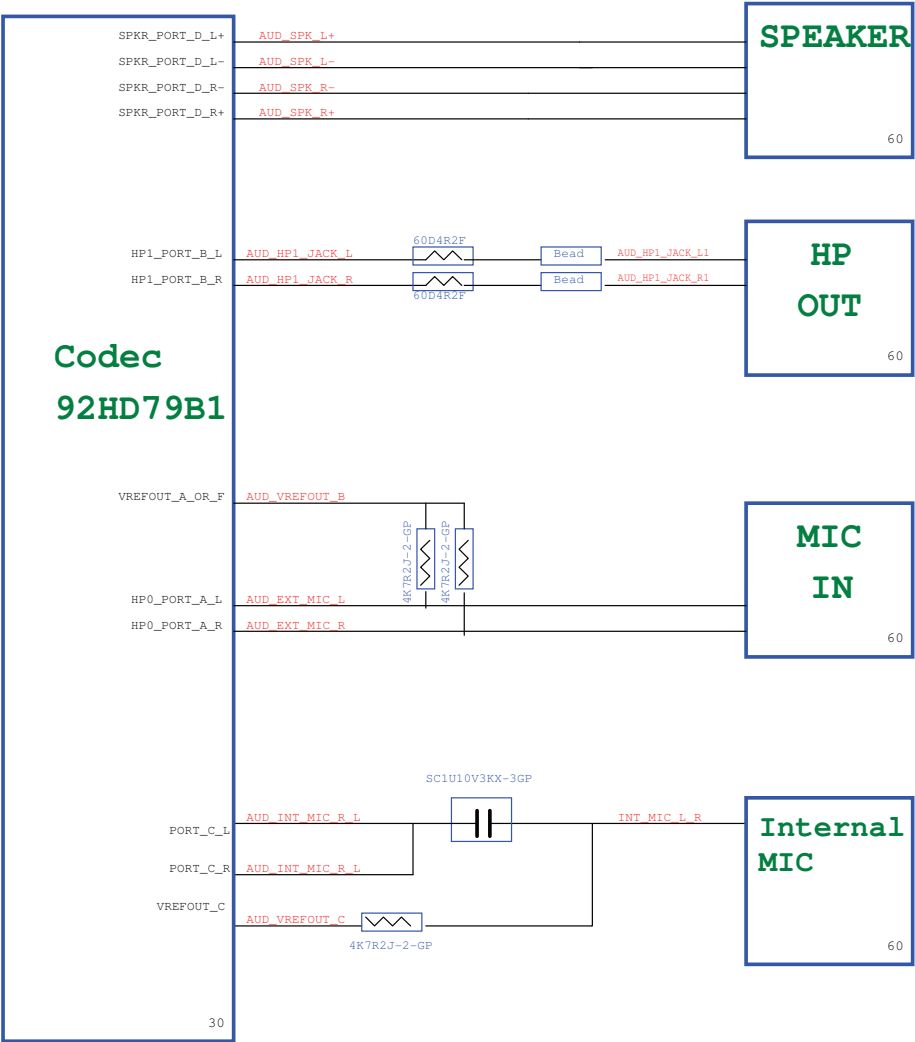 SPKR_PORT_D_L+ AUD_SPK_L+
SPKR_PORT_D_L- AUD_SPK_L-
SPKR_PORT_D_R- AUD_SPK_R-
SPKR_PORT_D_R+ AUD_SPK_R+
SPEAKER
60
60D4R2F
HP1_PORT_B_L AUD_HP1_JACK_L Bead AUD_HP1_JACK_L1
HP1_PORT_B_R AUD_HP1_JACK_R Bead AUD_HP1_JACK_R1
60D4R2F
HP
OUT
60
Codec
92HD79B1
VREFOUT_A_OR_F AUD_VREFOUT_B
4K7R2J-2-GP
4K7R2J-2-GP
HP0_PORT_A_L AUD_EXT_MIC_L
HP0_PORT_A_R AUD_EXT_MIC_R
MIC
IN
60
SC1U10V3KX-3GP
PORT_C_L AUD_INT_MIC_R_L INT_MIC_L_R
PORT_C_R AUD_INT_MIC_R_L
VREFOUT_C AUD_VREFOUT_C
4K7R2J-2-GP
Internal
MIC
60
30